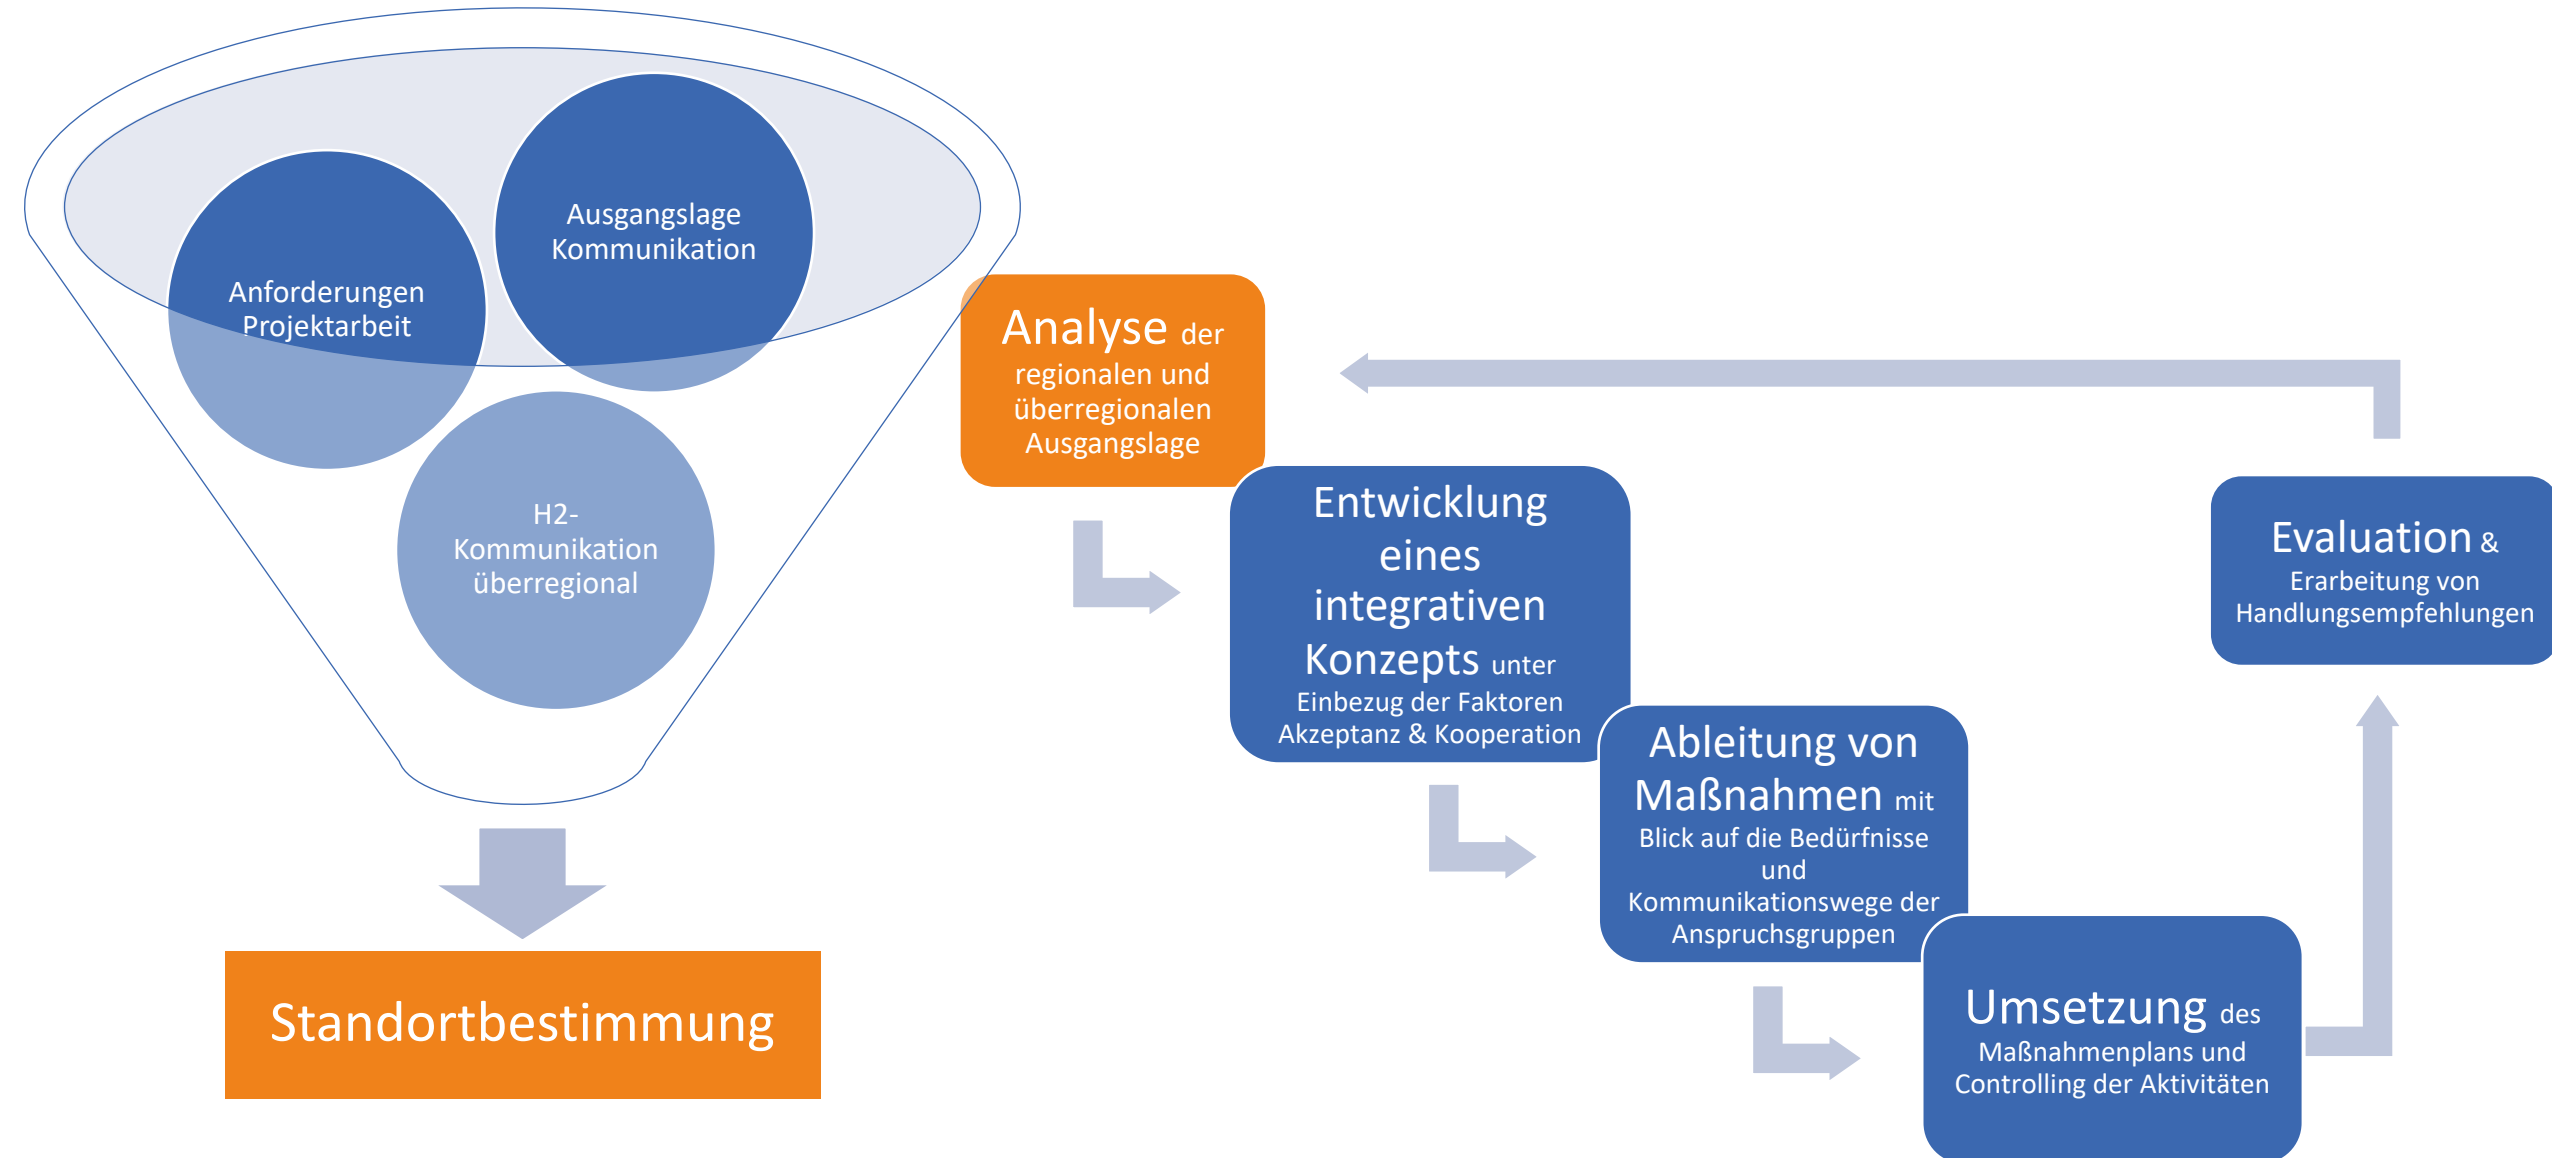 Ausgangslage
Kommunikation
Anforderungen
Projektarbeit
H2-
Kommunikation
überregional
Standortbestimmung
Analyse der
regionalen und
überregionalen
Ausgangslage
Entwicklung
eines
integrativen
Konzepts unter
Einbezug der Faktoren
Akzeptanz & Kooperation
Ableitung von
Maßnahmen mit
Blick auf die Bedürfnisse
und
Kommunikationswege der
Anspruchsgruppen
Umsetzung des
Maßnahmenplans und
Controlling der Aktivitäten
Evaluation &
Erarbeitung von
Handlungsempfehlungen